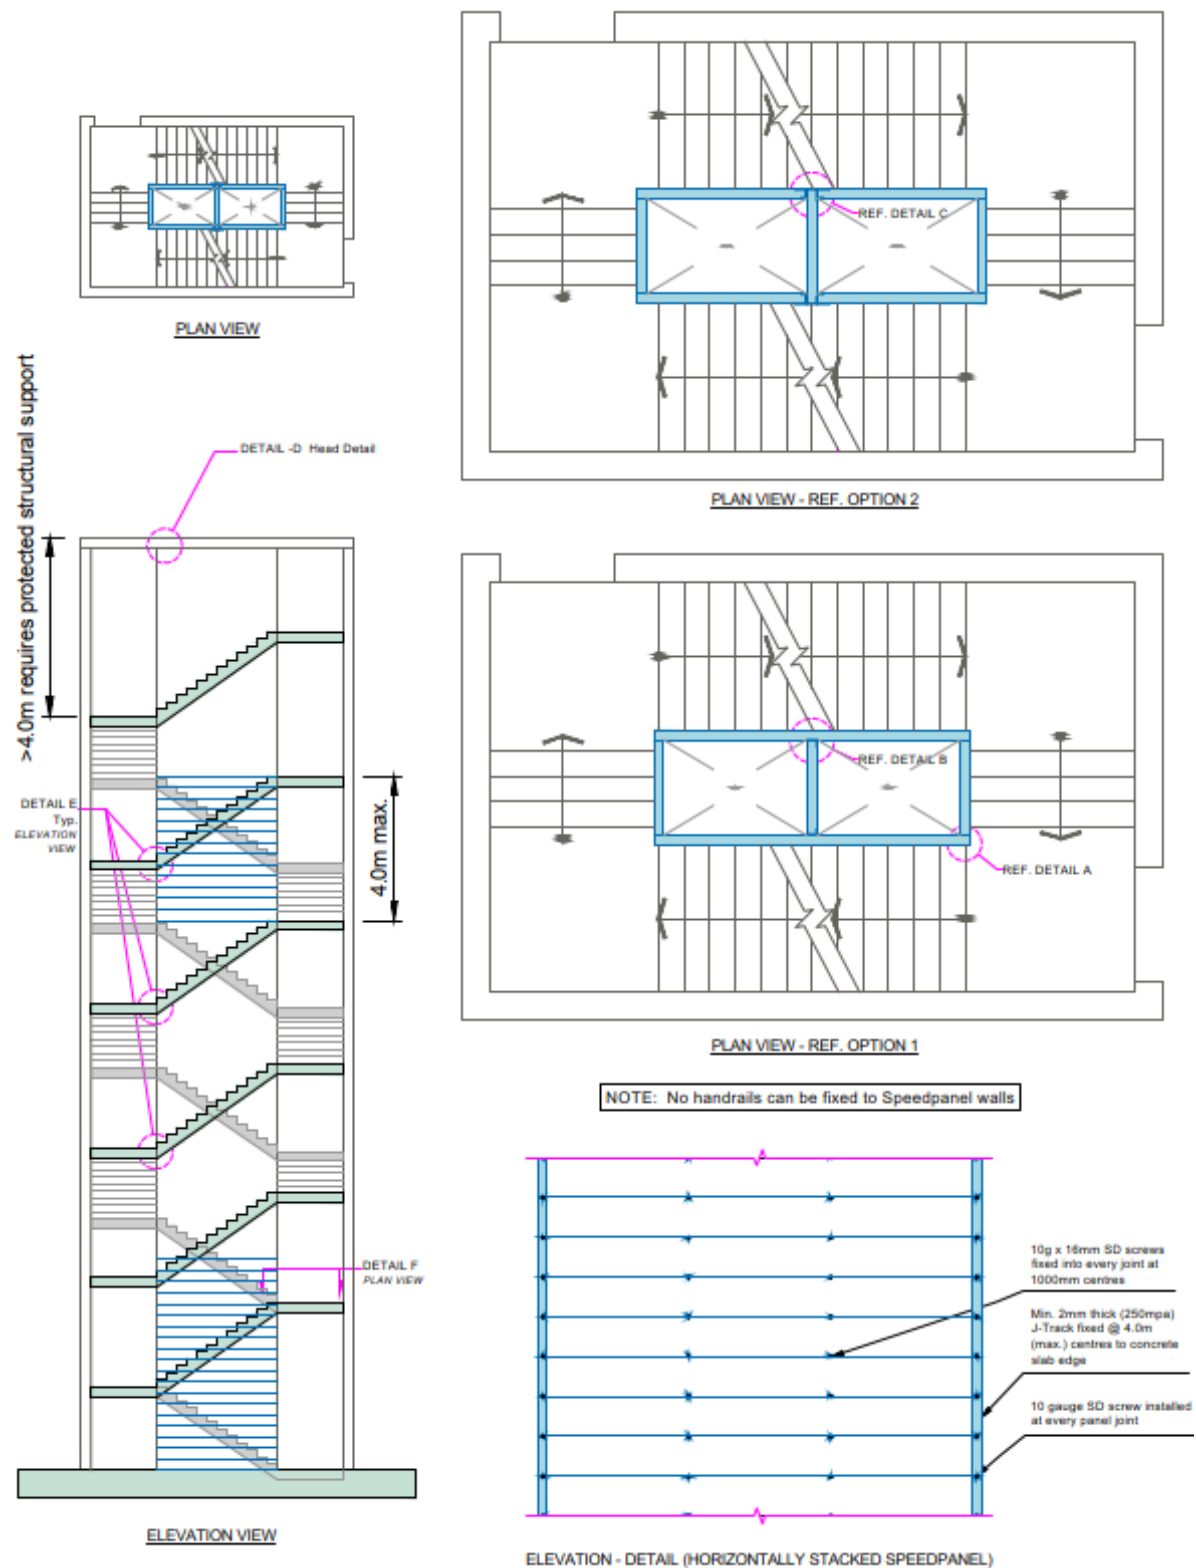 PLAN VIEW
REF. DETAIL C
PLAN VIEW - REF. OPTION 2
>4.0m requires protected structural support
DETAIL -D  Head Detail
DETAIL E
Typ.
ELEVATION
VIEW
4.0m max.
DETAIL F
PLAN VIEW
ELEVATION VIEW
REF. DETAIL B
REF. DETAIL A
PLAN VIEW - REF. OPTION 1
NOTE:  No handrails can be fixed to Speedpanel walls
10g x 16mm SD screws
fixed into every joint at
1000mm centres
Min. 2mm thick (250mpa)
J-Track fixed @ 4.0m
(max.) centres to concrete
slab edge
10 gauge SD screw installed
at every panel joint
ELEVATION - DETAIL (HORIZONTALLY STACKED SPEEDPANEL)